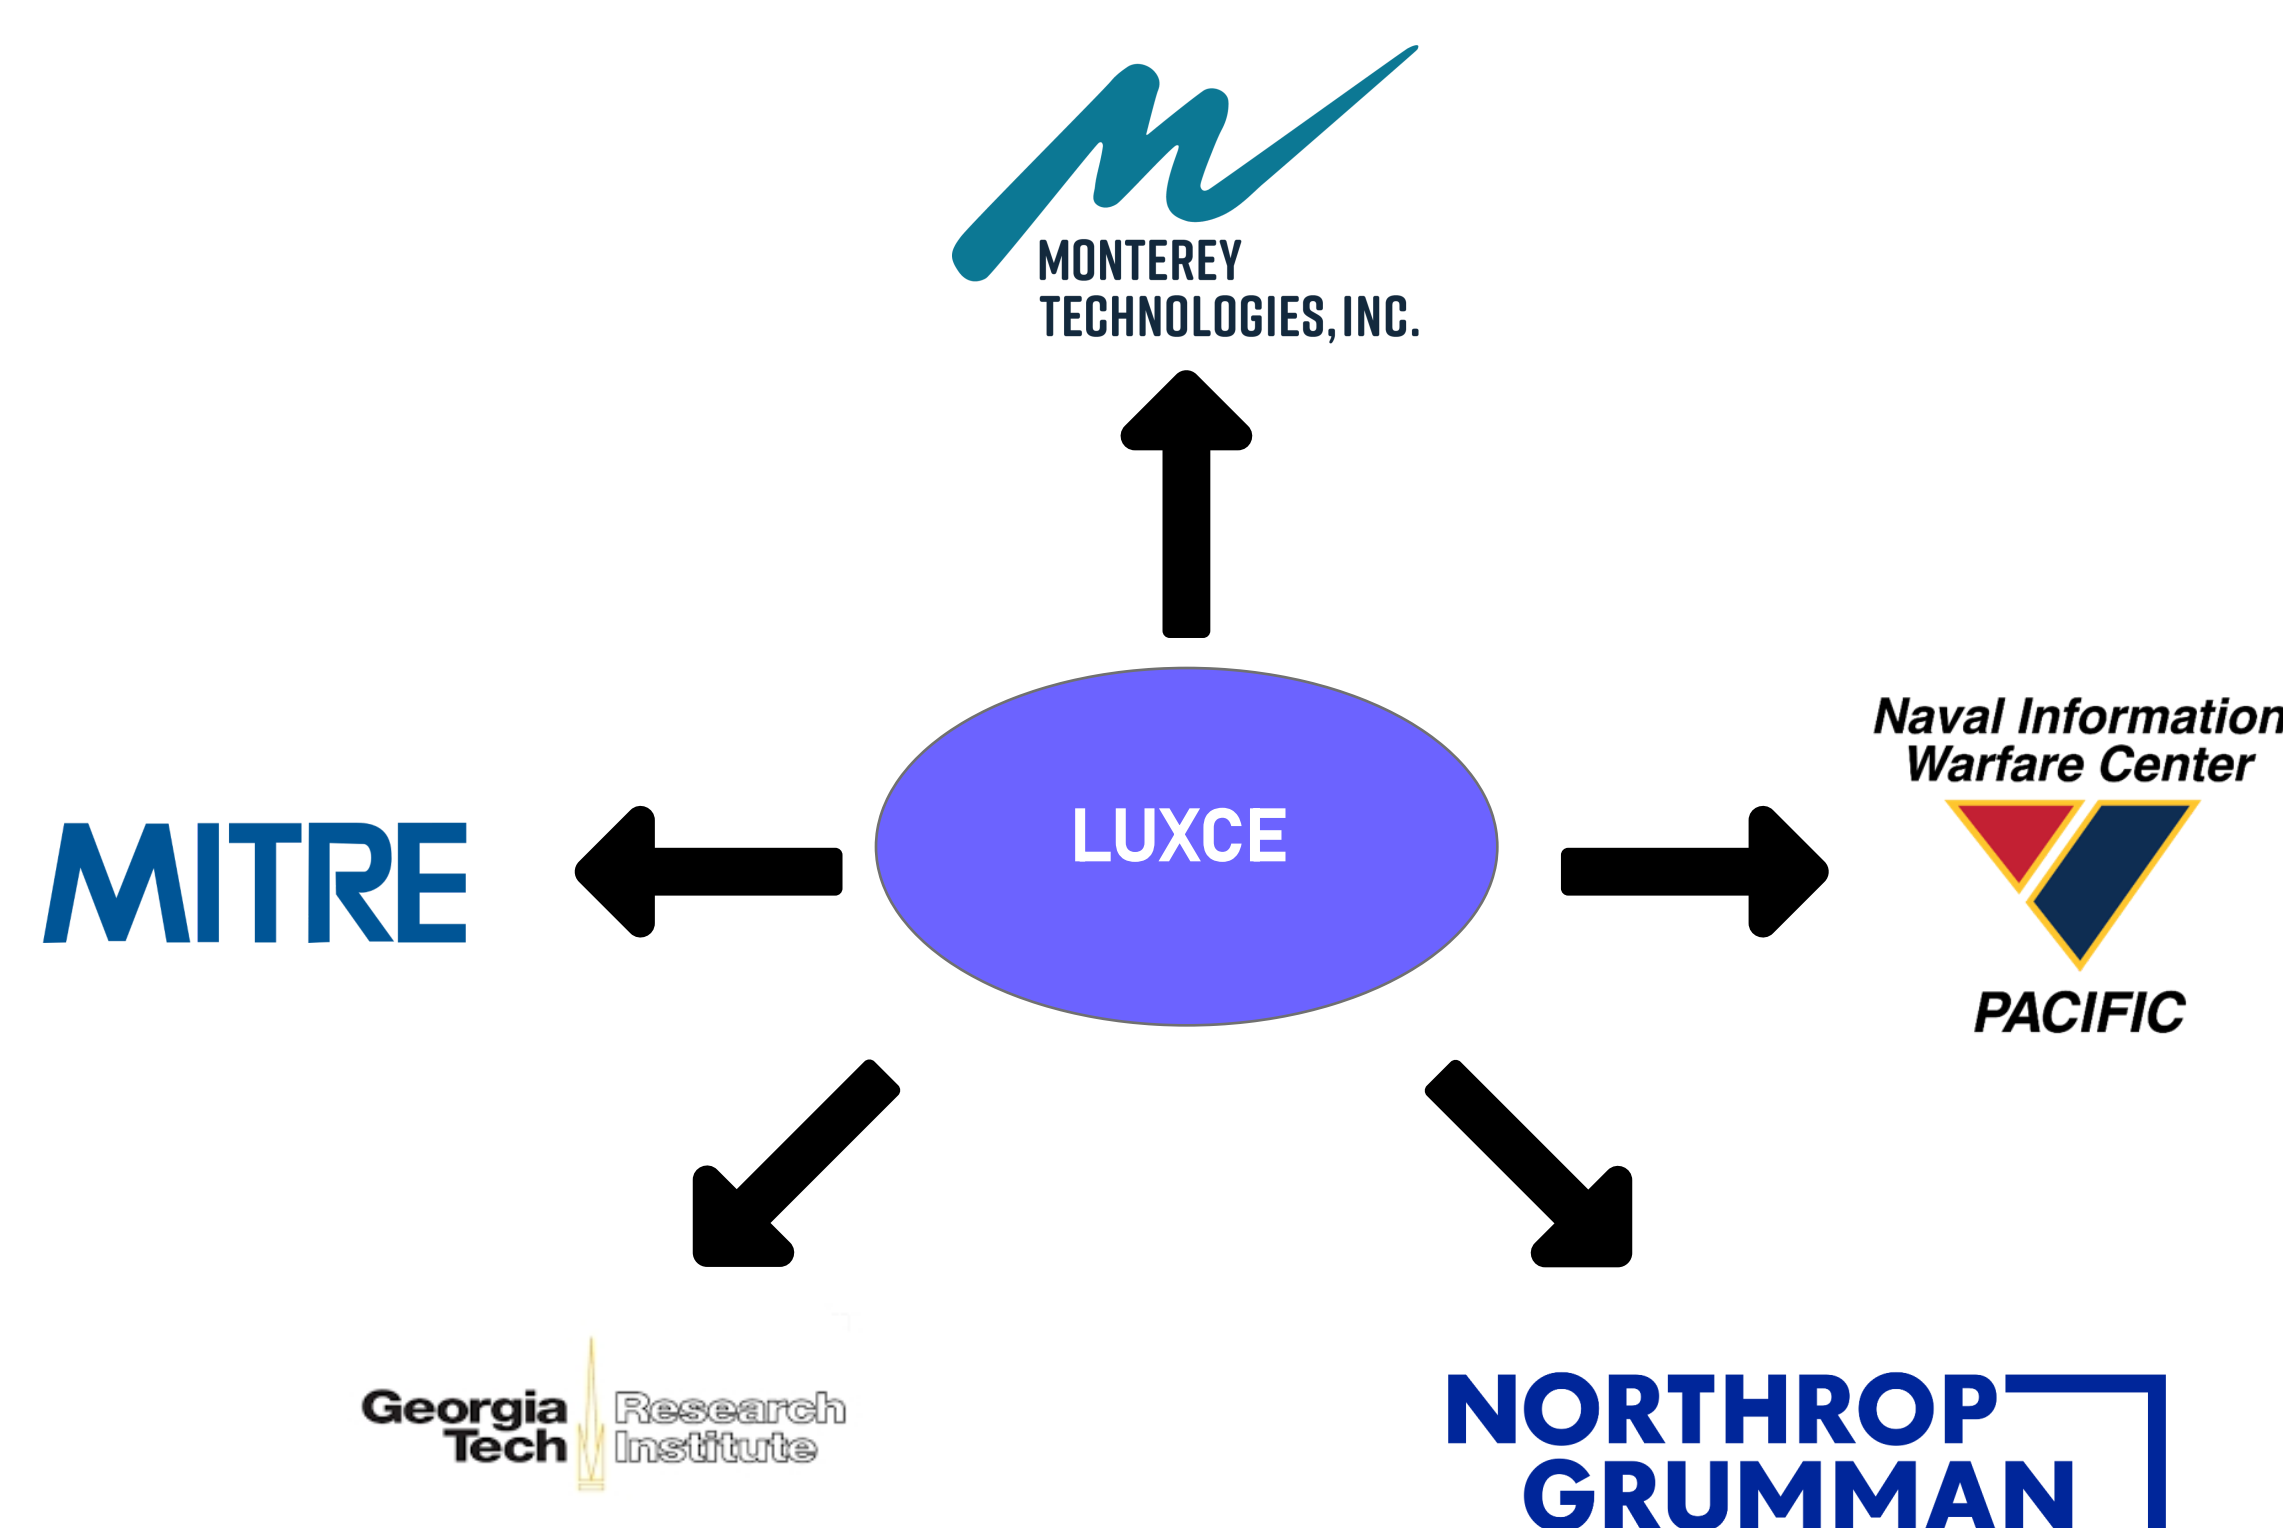 MONTEREY
TECHNOLOGIES, INC.
LUXCE
Naval Information
Warfare Center
PACIFIC
MITRE
Georgia
Tech
Research
Institute
NORTHROP
GRUMMAN